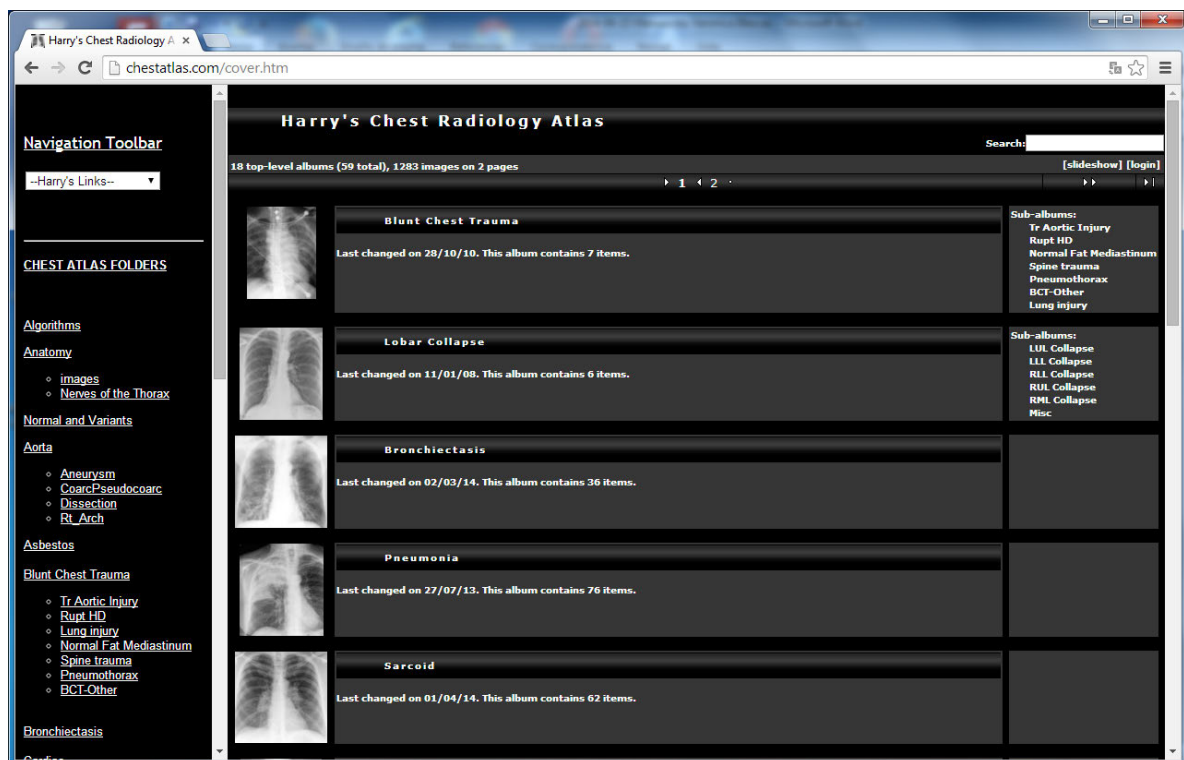 Harry's Chest Radiology A
chestatlas.com/cover.htm
Navigation Toolbar
--Harry's Links--
CHEST ATLAS FOLDERS
Algorithms
Anatomy
images
Nerves of the Thorax
Normal and Variants
Aorta
Aneurysm
CoarcPseudocoarc
Dissection
Rt_Arch
Asbestos
Blunt Chest Trauma
Tr Aortic Injury
Rupt HD
Lung injury
Normal Fat Mediastinum
Spine trauma
Pneumothorax
BCT-Other
Bronchiectasis
Harry's Chest Radiology Atlas
Search:
18 top-level albums (59 total), 1283 images on 2 pages
[slideshow] [login]
1 2
Blunt Chest Trauma
Last changed on 28/10/10. This album contains 7 items.
Sub-albums:
Tr Aortic Injury
Rupt HD
Normal Fat Mediastinum
Spine trauma
Pneumothorax
BCT-Other
Lung injury
Lobar Collapse
Last changed on 11/01/08. This album contains 6 items.
Sub-albums:
LUL Collapse
LLL Collapse
RLL Collapse
RUL Collapse
RML Collapse
Misc
Bronchiectasis
Last changed on 02/03/14. This album contains 36 items.
Pneumonia
Last changed on 27/07/13. This album contains 76 items.
Sarcoid
Last changed on 01/04/14. This album contains 62 items.